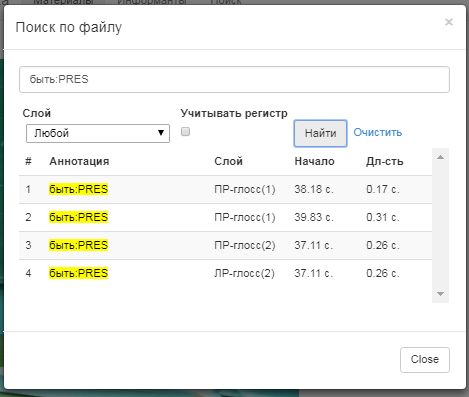 Материалы Информанты Поиск
Поиск по файлу ×
быть:PRES
Слой Учитывать регистр
Любой Найти Очистить
# Аннотация Слой Начало Дл-сть
1 быть:PRES ПР-глосс(1) 38.18 с. 0.17 с.
2 быть:PRES ПР-глосс(1) 39.83 с. 0.31 с.
3 быть:PRES ПР-глосс(2) 37.11 с. 0.26 с.
4 быть:PRES ЛР-глосс(2) 37.11 с. 0.26 с.
Close